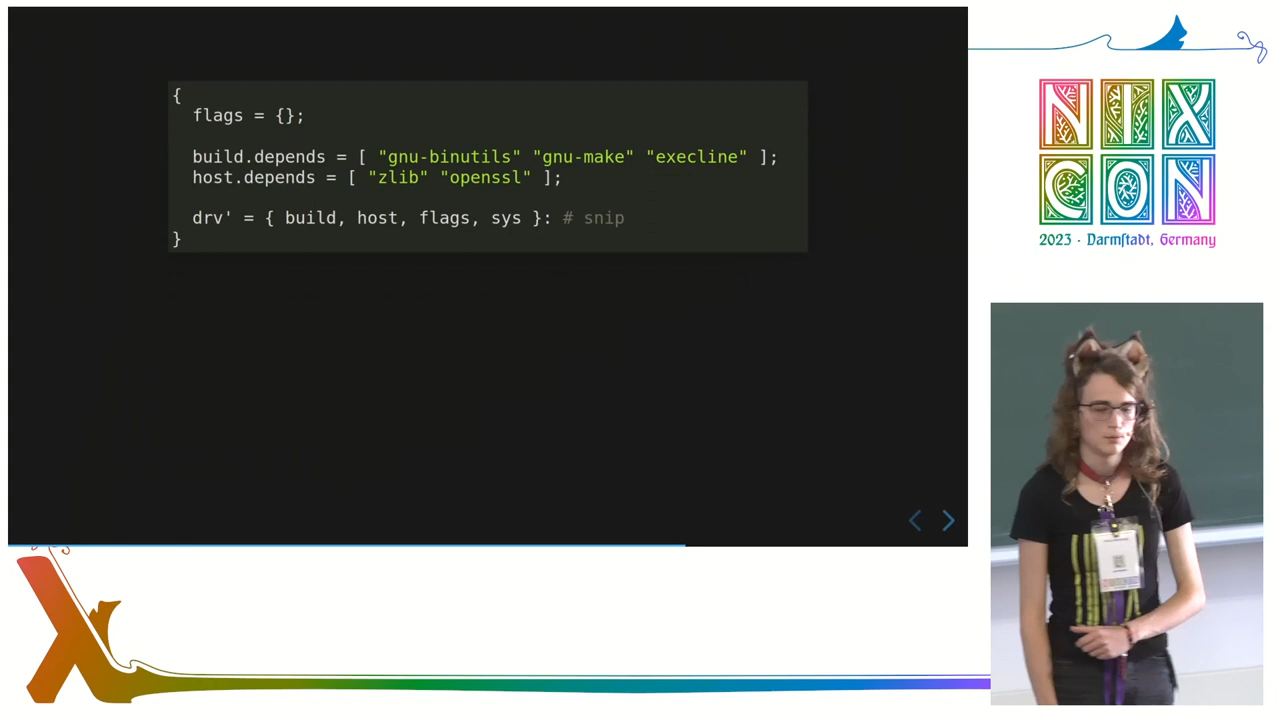 {
flags = {};
build.depends = [ "gnu-binutils" "gnu-make" "execline" ];
host.depends = [ "zlib" "openssl" ];
drv' = { build, host, flags, sys }: # snip
}
NIX
CON
2023 · Darmſtadt, Germany